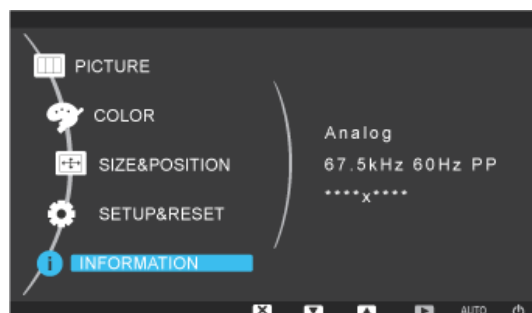 PICTURE
COLOR
SIZE&POSITION
SETUP&RESET
INFORMATION
Analog
67.5kHz 60Hz PP
****x****
AUTO